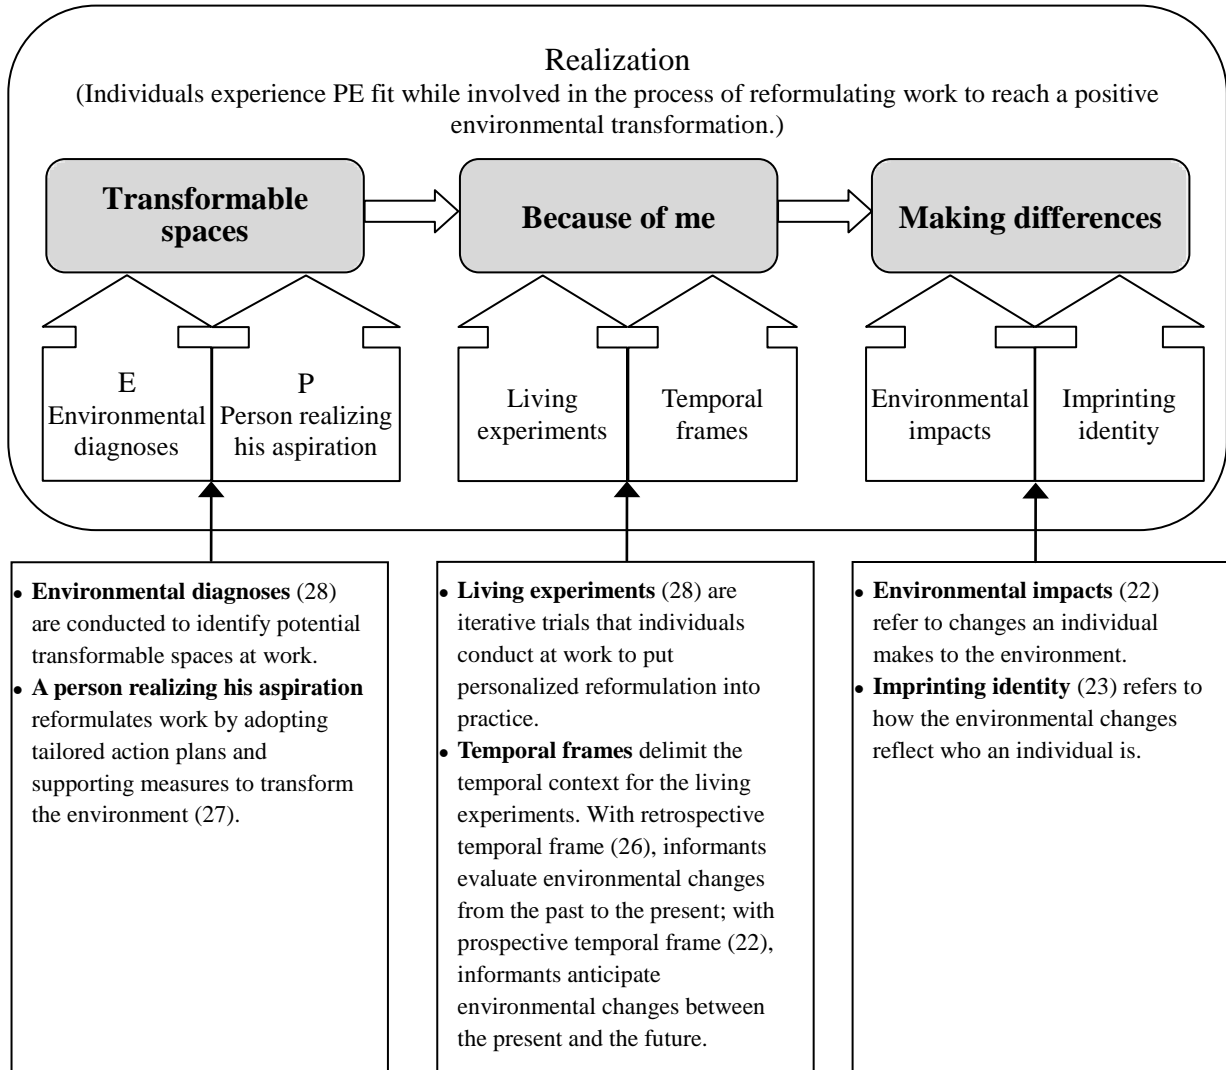 Realization
(Individuals experience PE fit while involved in the process of reformulating work to reach a positive
environmental transformation.)
Transformable
spaces
Because of me
Making differences
E
Environmental
diagnoses
P
Person realizing
his aspiration
Living
experiments
Temporal
frames
Environmental
impacts
Imprinting
identity
• Environmental diagnoses (28)
are conducted to identify potential
transformable spaces at work.
• A person realizing his aspiration
reformulates work by adopting
tailored action plans and
supporting measures to transform
the environment (27).
• Living experiments (28) are
iterative trials that individuals
conduct at work to put
personalized reformulation into
practice.
• Temporal frames delimit the
temporal context for the living
experiments. With retrospective
temporal frame (26), informants
evaluate environmental changes
from the past to the present; with
prospective temporal frame (22),
informants anticipate
environmental changes between
the present and the future.
• Environmental impacts (22)
refer to changes an individual
makes to the environment.
• Imprinting identity (23) refers to
how the environmental changes
reflect who an individual is.